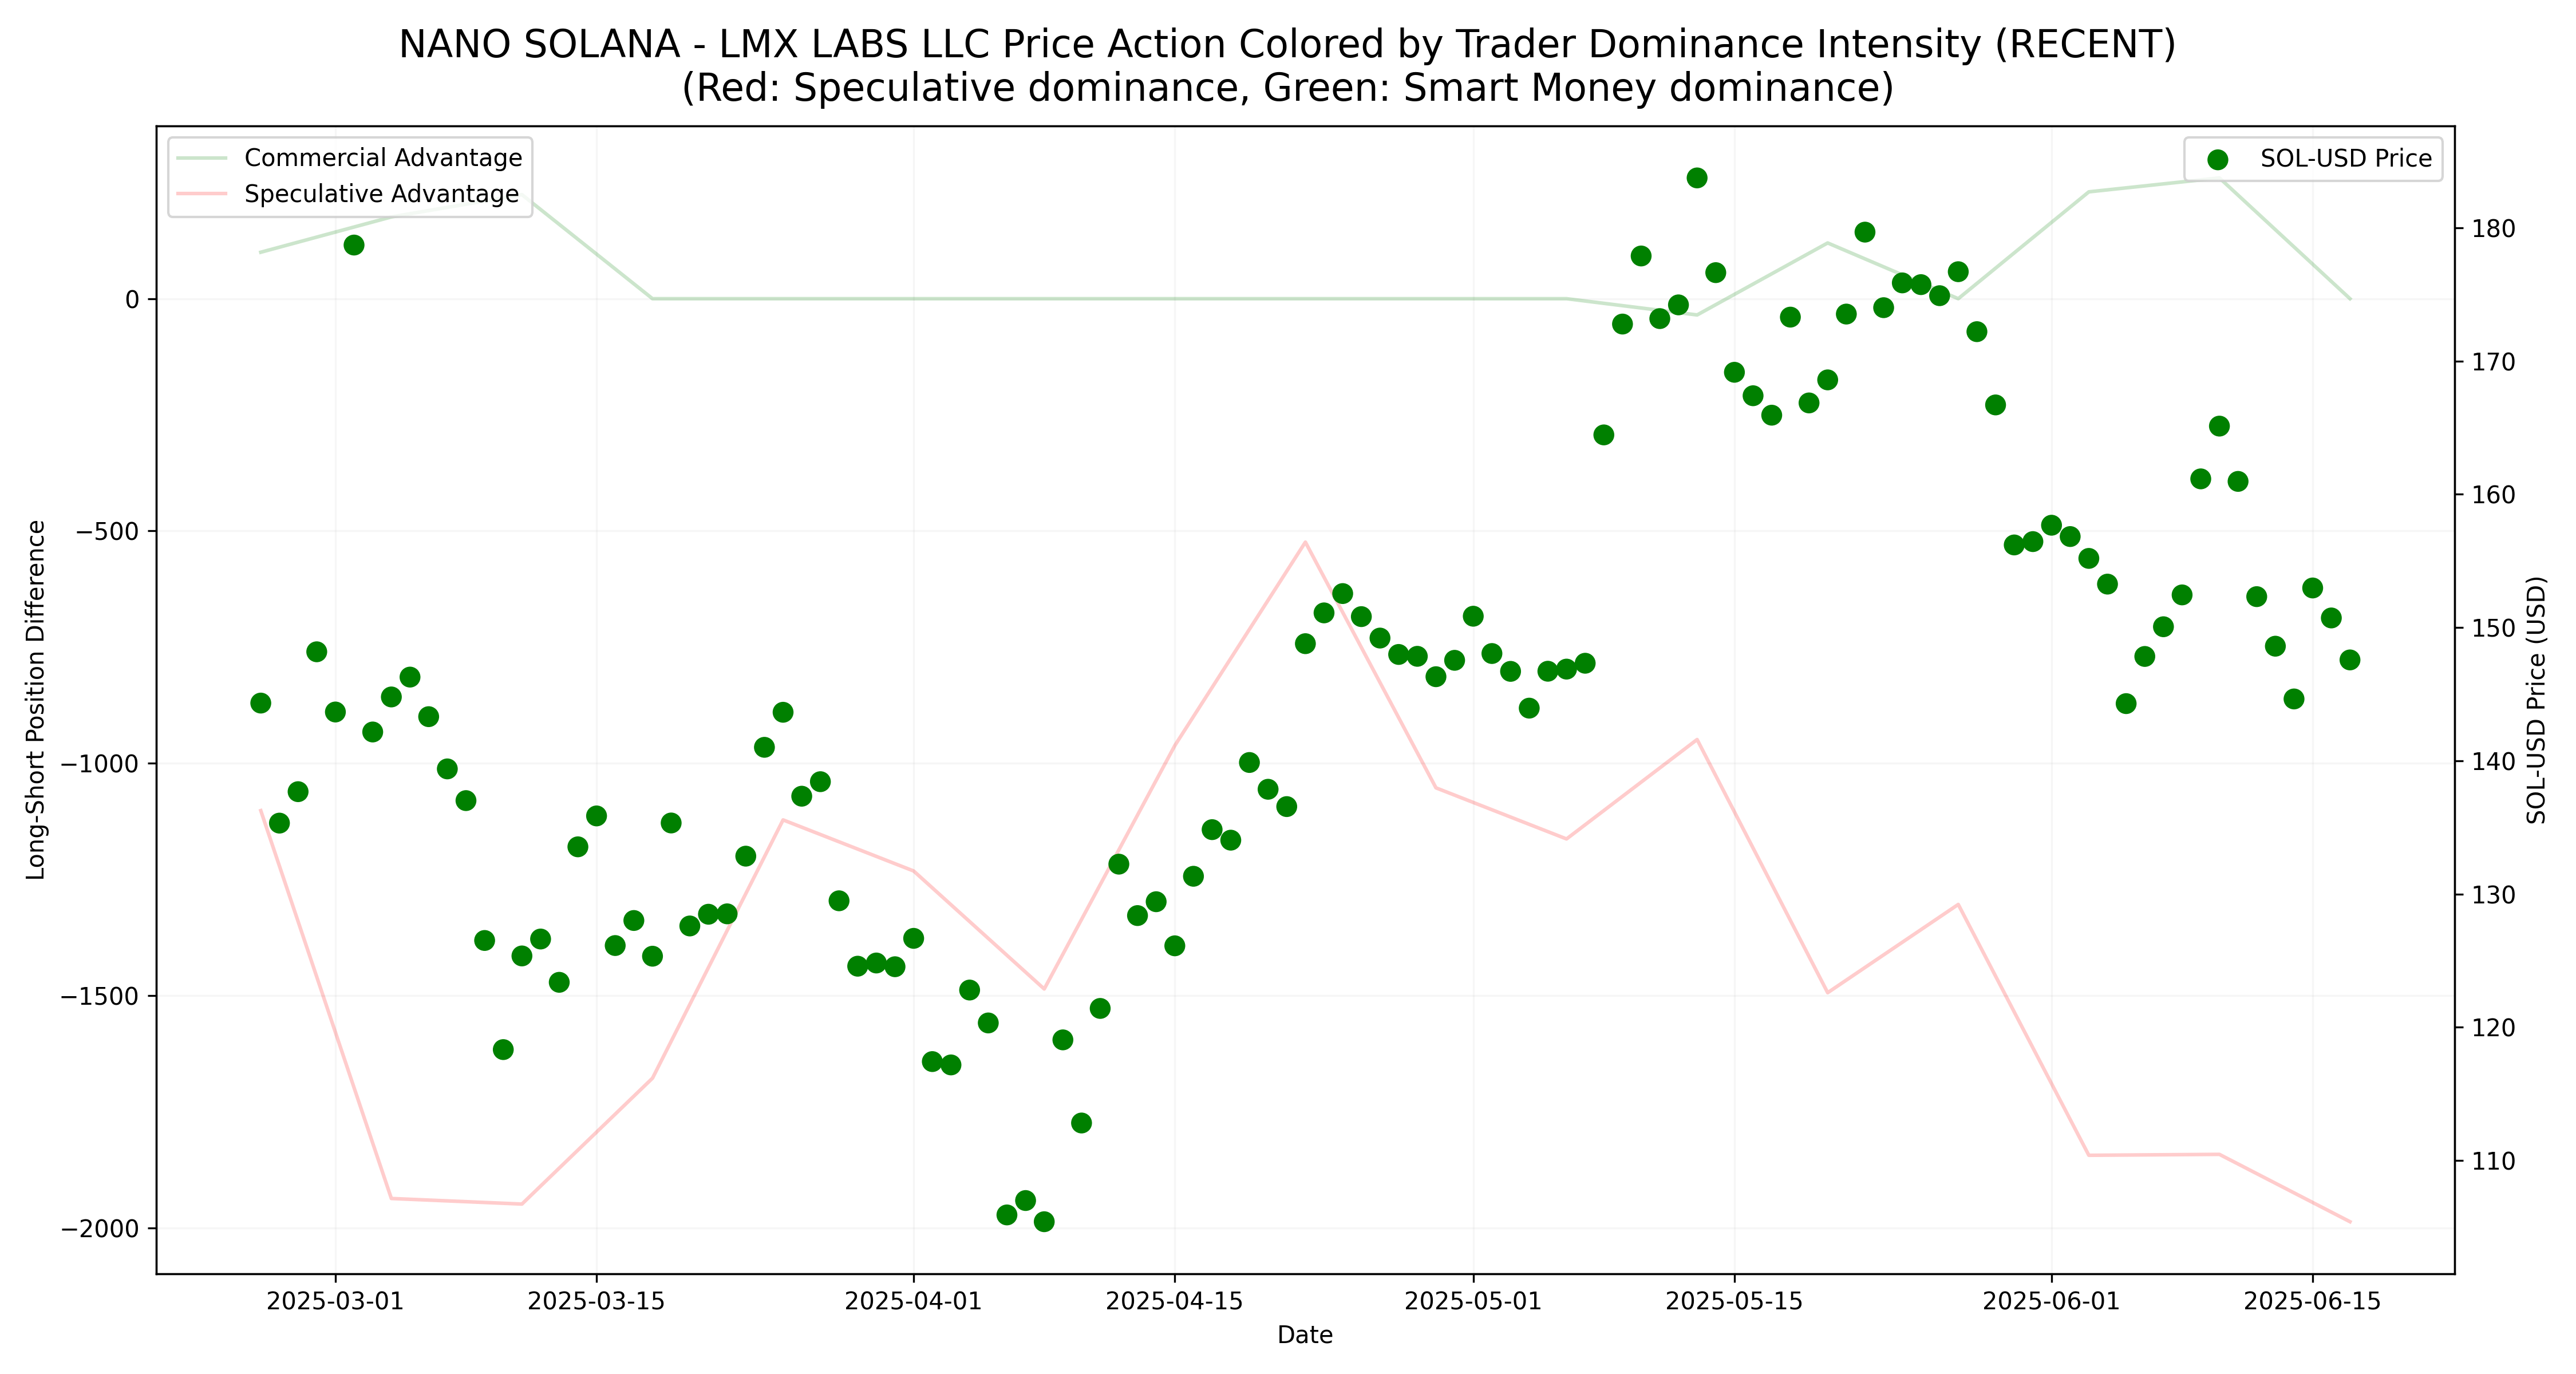 NANO SOLANA - LMX LABS LLC Price Action Colored by Trader Dominance Intensity (RECENT)
(Red: Speculative dominance, Green: Smart Money dominance)
Commercial Advantage
Speculative Advantage
SOL-USD Price
0
−500
−1000
−1500
−2000
Long-Short Position Difference
180
170
160
150
140
130
120
110
SOL-USD Price (USD)
2025-03-01
2025-03-15
2025-04-01
2025-04-15
2025-05-01
2025-05-15
2025-06-01
2025-06-15
Date